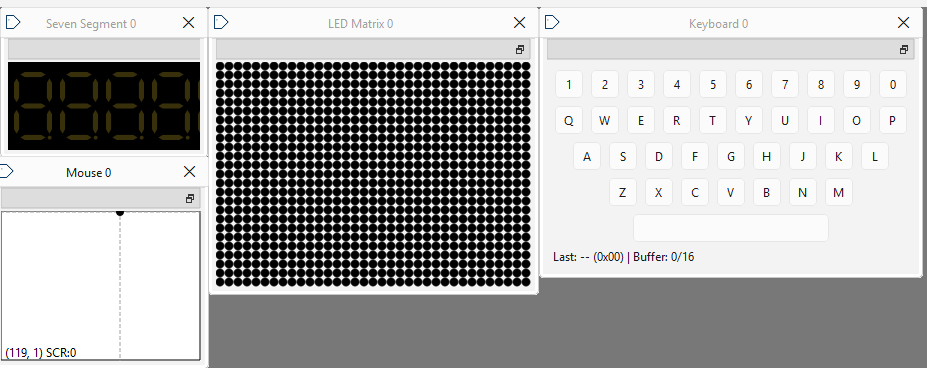 Seven Segment 0
LED Matrix 0
Keyboard 0
1 2 3 4 5 6 7 8 9 0
Q W E R T Y U I O P
A S D F G H J K L
Z X C V B N M
Last: -- (0x00) | Buffer: 0/16
Mouse 0
(119, 1) SCR:0